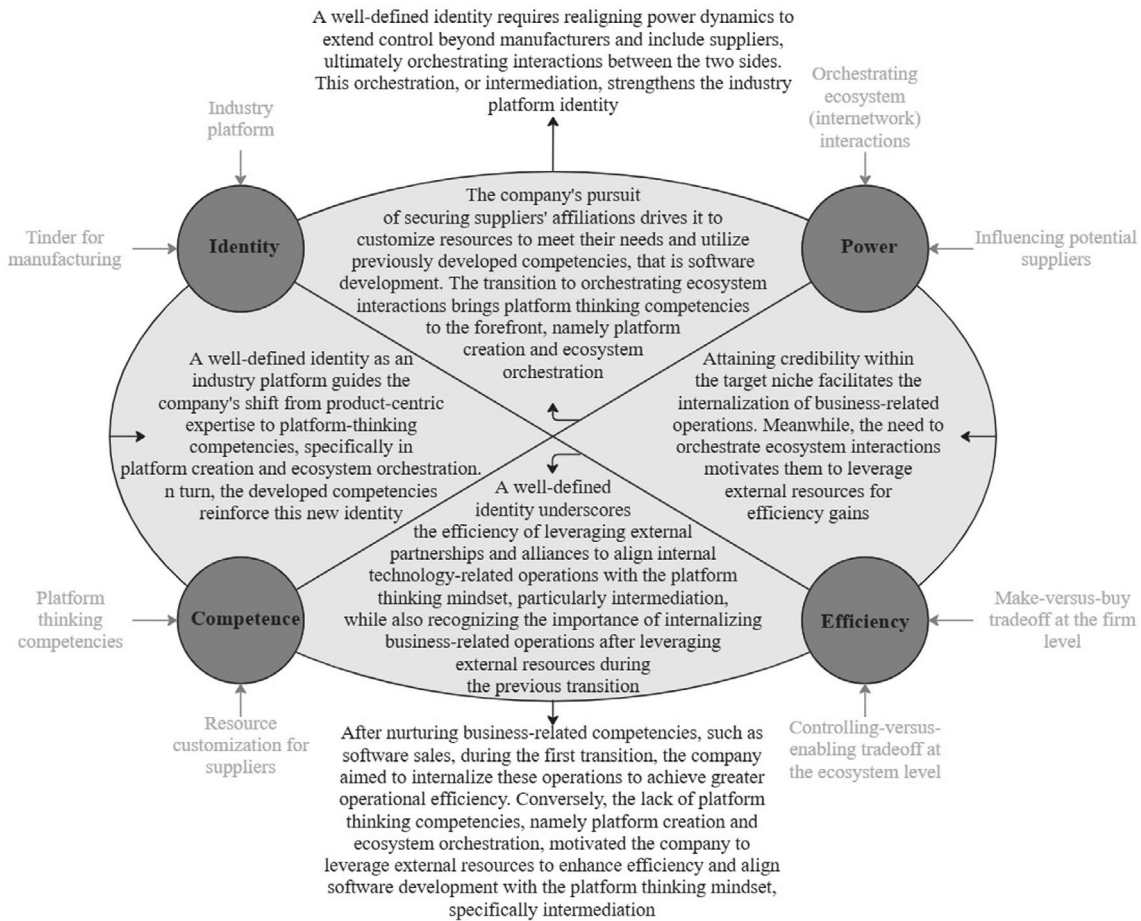 A well-defined identity requires realigning power dynamics to
extend control beyond manufacturers and include suppliers,
ultimately orchestrating interactions between the two sides.
This orchestration, or intermediation, strengthens the industry
platform identity
Industry
platform
Orchestrating
ecosystem
(internetwork)
interactions
Tinder for
manufacturing
Identity
The company's pursuit
of securing suppliers' affiliations drives it to
customize resources to meet their needs and utilize
previously developed competencies, that is software
development. The transition to orchestrating ecosystem
interactions brings platform thinking competencies
to the forefront, namely platform
creation and ecosystem
orchestration
Power
Influencing potential
suppliers
A well-defined identity as an
industry platform guides the
company's shift from product-centric
expertise to platform-thinking
competencies, specifically in
platform creation and ecosystem orchestration.
n turn, the developed competencies
reinforce this new identity
Attaining credibility within
the target niche facilitates the
internalization of business-related
operations. Meanwhile, the need to
orchestrate ecosystem interactions
motivates them to leverage
external resources for
efficiency gains
A well-defined
identity underscores
the efficiency of leveraging external
partnerships and alliances to align internal
technology-related operations with the platform
thinking mindset, particularly intermediation,
while also recognizing the importance of internalizing
business-related operations after leveraging
external resources during
the previous transition
Platform
thinking
competencies
Competence
Efficiency
Make-versus-buy
tradeoff at the firm
level
Resource
customization for
suppliers
Controlling-versus-
enabling tradeoff at
the ecosystem level
After nurturing business-related competencies, such as
software sales, during the first transition, the company
aimed to internalize these operations to achieve greater
operational efficiency. Conversely, the lack of platform
thinking competencies, namely platform creation and
ecosystem orchestration, motivated the company to
leverage external resources to enhance efficiency and align
software development with the platform thinking mindset,
specifically intermediation